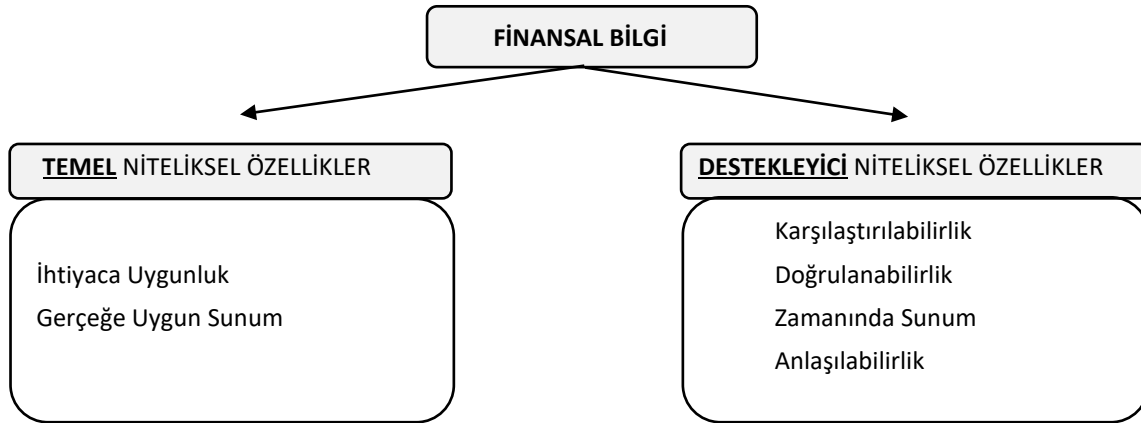 FİNANSAL BİLGİ
TEMEL NİTELİKSEL ÖZELLİKLER
İhtiyaca Uygunluk
Gerçeğe Uygun Sunum
DESTEKLEYİCİ NİTELİKSEL ÖZELLİKLER
Karşılaştırılabilirlik
Doğrulanabilirlik
Zamanında Sunum
Anlaşılabilirlik